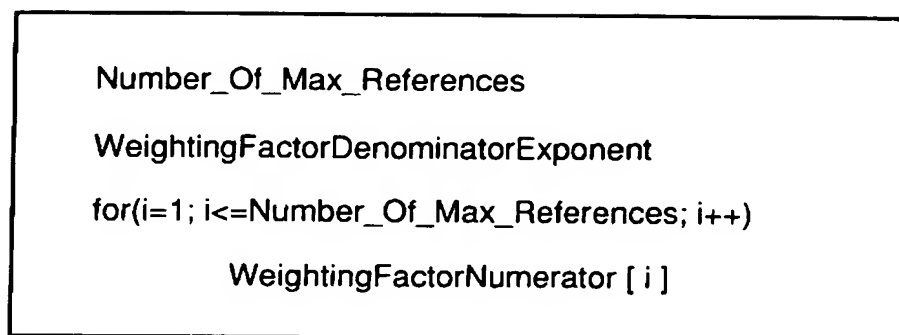 Number_Of_Max_References
WeightingFactorDenominatorExponent
for(i=1; i<=Number_Of_Max_References; i++)
WeightingFactorNumerator [ i ]